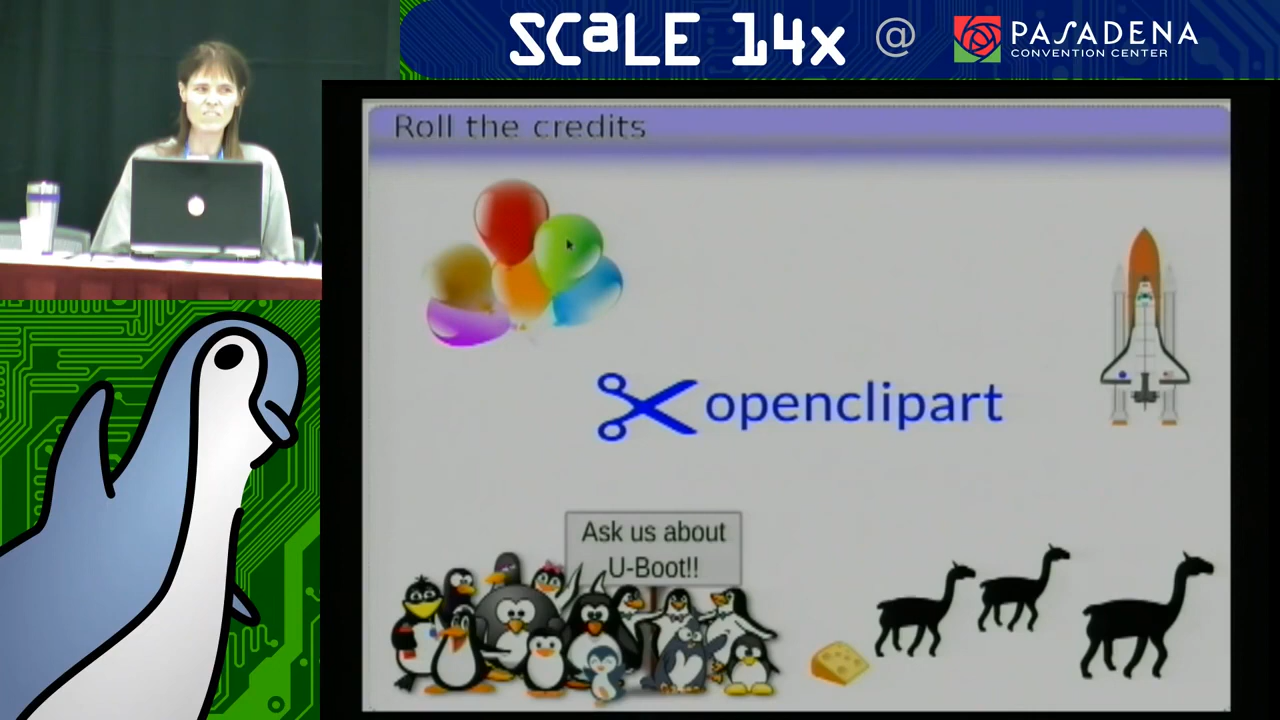 SCaLE 14x @ PASADENA
CONVENTION CENTER
Roll the credits
openclipart
Ask us about
U-Boot!!